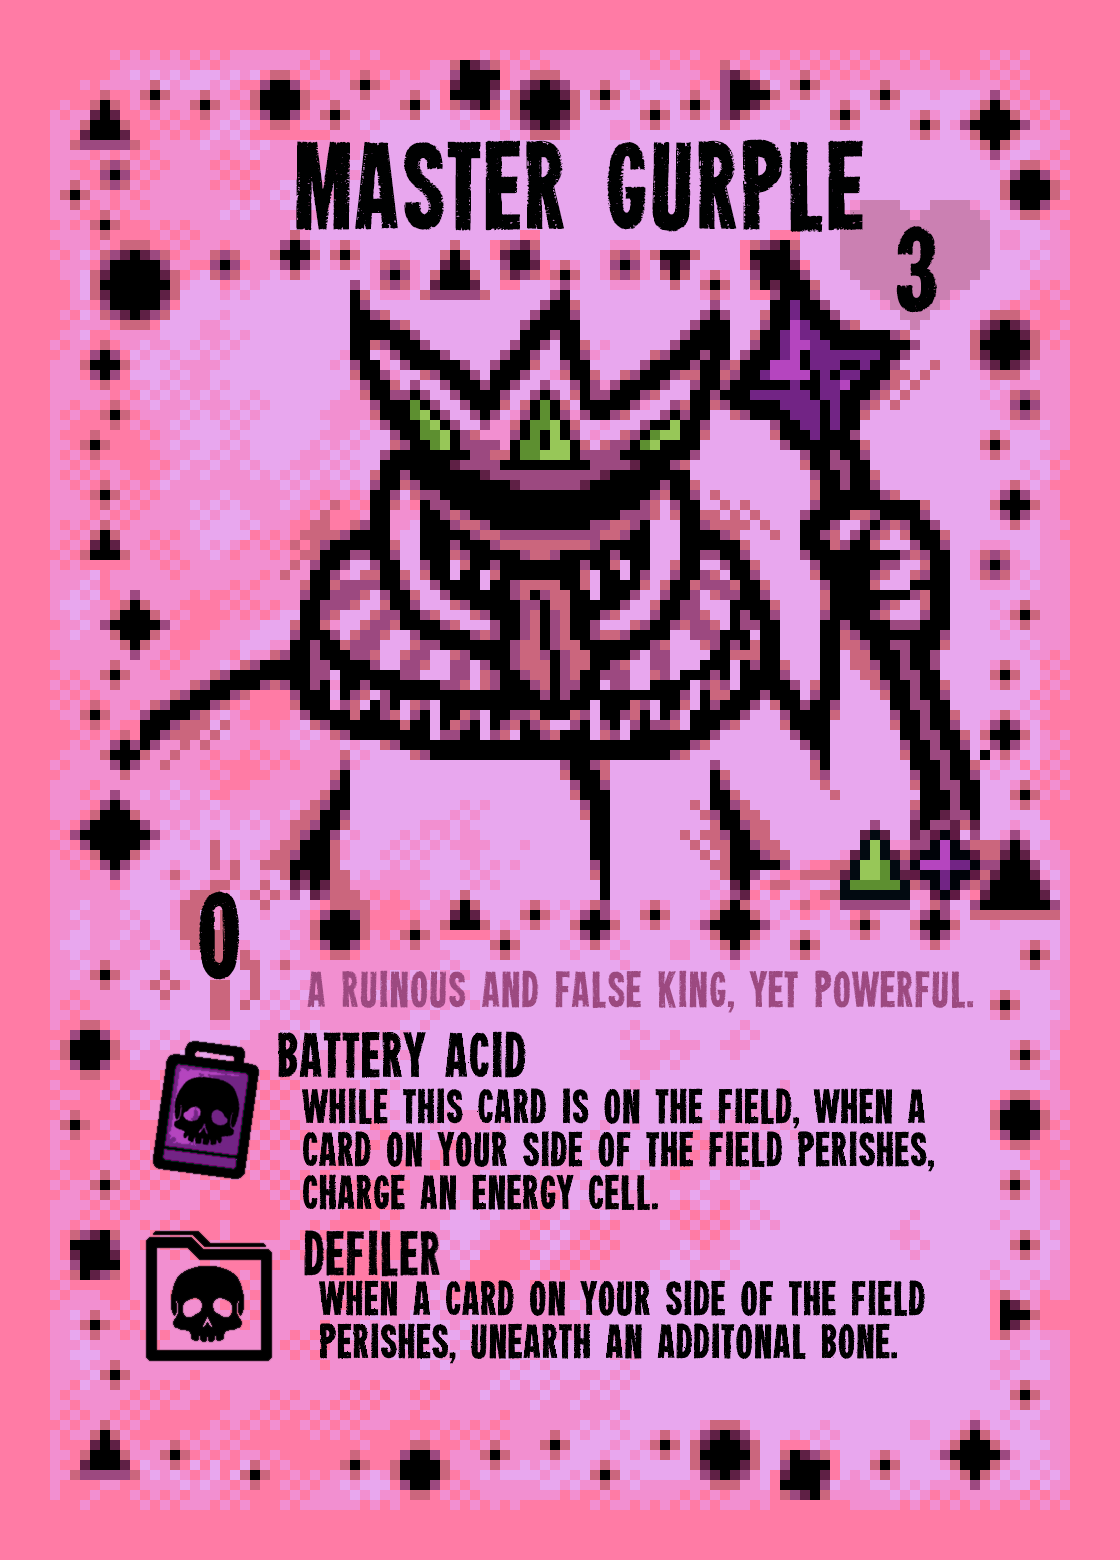 MASTER GURPLE
3
0
A RUINOUS AND FALSE KING, YET POWERFUL.
BATTERY ACID
WHILE THIS CARD IS ON THE FIELD, WHEN A
CARD ON YOUR SIDE OF THE FIELD PERISHES,
CHARGE AN ENERGY CELL.
DEFILER
WHEN A CARD ON YOUR SIDE OF THE FIELD
PERISHES, UNEARTH AN ADDITONAL BONE.